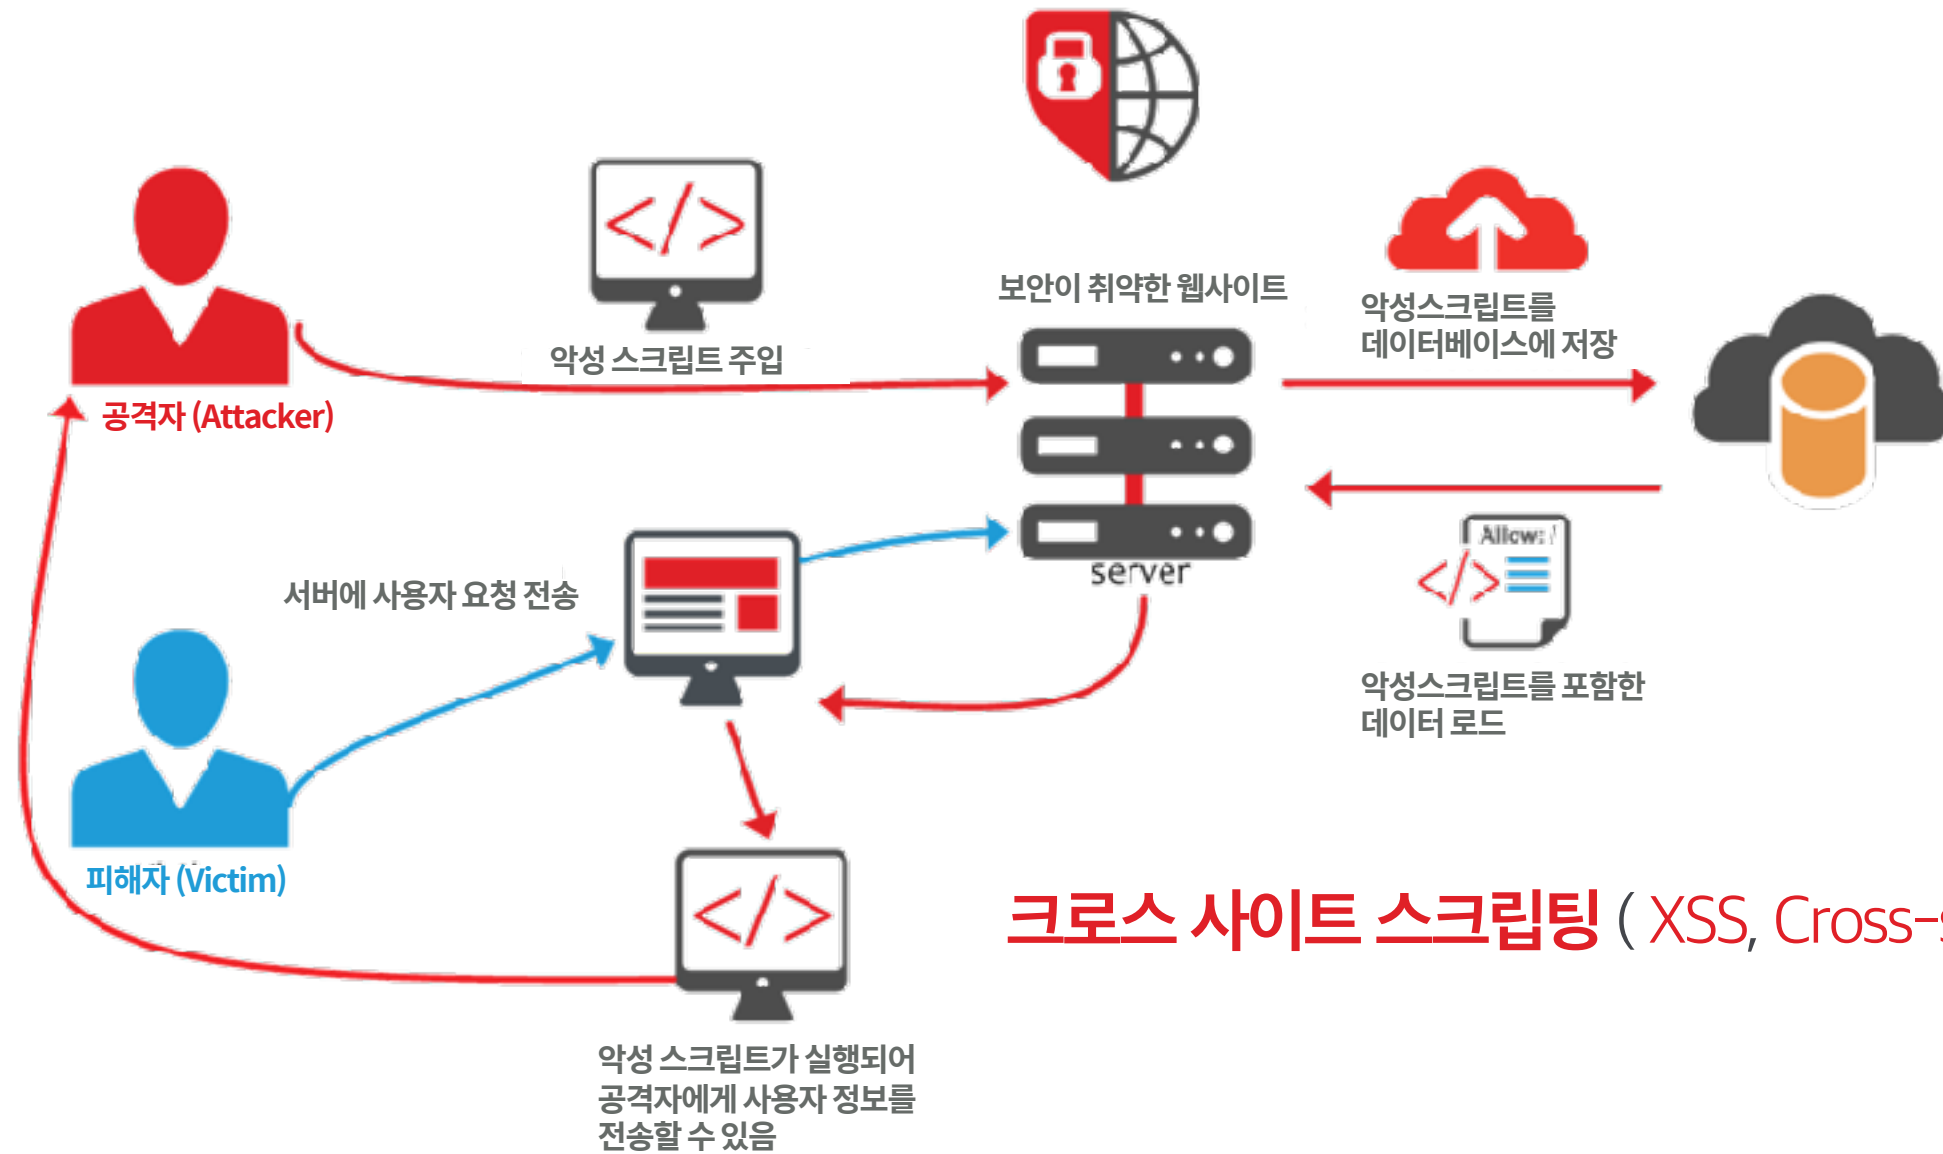 보안이 취약한 웹사이트
악성 스크립트 주입
악성스크립트를
데이터베이스에 저장
공격자 (Attacker)
서버에 사용자 요청 전송
server
Allow:
악성스크립트를 포함한
데이터 로드
피해자 (Victim)
크로스 사이트 스크립팅 ( XSS, Cross-s
악성 스크립트가 실행되어
공격자에게 사용자 정보를
전송할 수 있음